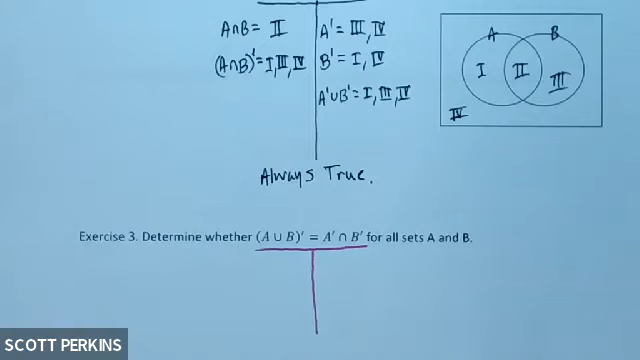 A∩B = II
(A∩B)' = I, III, IV
A' = III, IV
B' = I, IV
A'∪B' = I, III, IV
A B
I II III
IV
Always True.
Exercise 3. Determine whether (A ∪ B)' = A' ∩ B' for all sets A and B.
SCOTT PERKINS